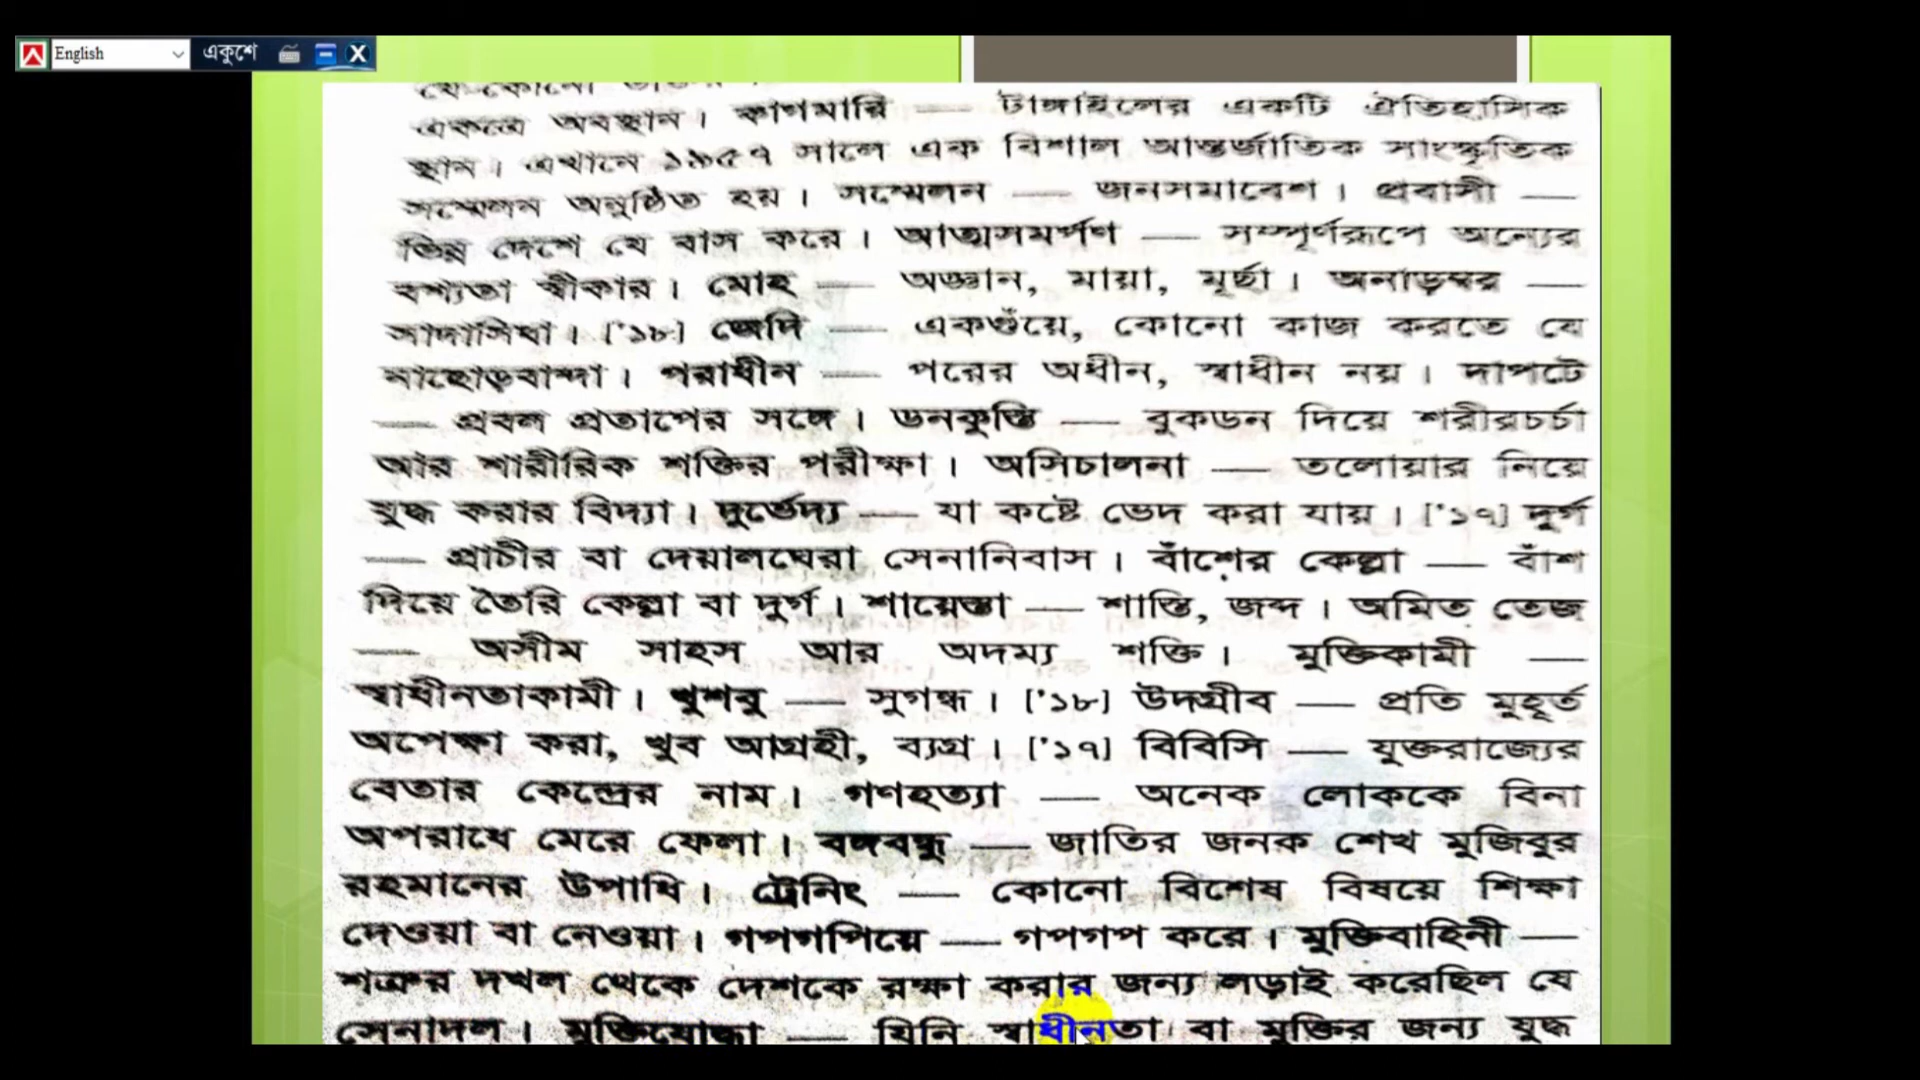 English একুশে X
যে কোনো
একত্রে অবস্থান। কাগমারি — টাঙ্গাইলের একটি ঐতিহাসিক
স্থান। এখানে ১৯৫৭ সালে এক বিশাল আন্তর্জাতিক সাংস্কৃতিক
সম্মেলন অনুষ্ঠিত হয়। সম্মেলন — জনসমাবেশ। প্রবাসী —
ভিন্ন দেশে যে বাস করে। আত্মসমর্পণ — সম্পূর্ণরূপে অন্যের
বশ্যতা স্বীকার। মোহ — অজ্ঞান, মায়া, মূর্ছা। অনাড়ম্বর —
সাদাসিধা। ['১৮] জেদি — একগুঁয়ে, কোনো কাজ করতে যে
নাছোড়বান্দা। পরাধীন — পরের অধীন, স্বাধীন নয়। দাপটে
— প্রবল প্রতাপের সঙ্গে। ডনকুস্তি — বুকডন দিয়ে শরীরচর্চা
আর শারীরিক শক্তির পরীক্ষা। অসিচালনা — তলোয়ার নিয়ে
যুদ্ধ করার বিদ্যা। দুর্ভেদ্য — যা কষ্টে ভেদ করা যায়। ['১৭] দুর্গ
— প্রাচীর বা দেয়ালঘেরা সেনানিবাস। বাঁশের কেল্লা — বাঁশ
দিয়ে তৈরি কেল্লা বা দুর্গ। শায়েস্তা — শাস্তি, জব্দ। অমিত তেজ
— অসীম সাহস আর অদম্য শক্তি। মুক্তিকামী —
স্বাধীনতাকামী। খুশবু — সুগন্ধ। ['১৮] উদগ্রীব — প্রতি মুহূর্ত
অপেক্ষা করা, খুব আগ্রহী, ব্যগ্র। ['১৭] বিবিসি — যুক্তরাজ্যের
বেতার কেন্দ্রের নাম। গণহত্যা — অনেক লোককে বিনা
অপরাধে মেরে ফেলা। বঙ্গবন্ধু — জাতির জনক শেখ মুজিবুর
রহমানের উপাধি। ট্রেনিং — কোনো বিশেষ বিষয়ে শিক্ষা
দেওয়া বা নেওয়া। গপগপিয়ে — গপগপ করে। মুক্তিবাহিনী —
শত্রুর দখল থেকে দেশকে রক্ষা করার জন্য লড়াই করেছিল যে
সেনাদল। মুক্তিযোদ্ধা — যিনি স্বাধীনতা বা মুক্তির জন্য যুদ্ধ